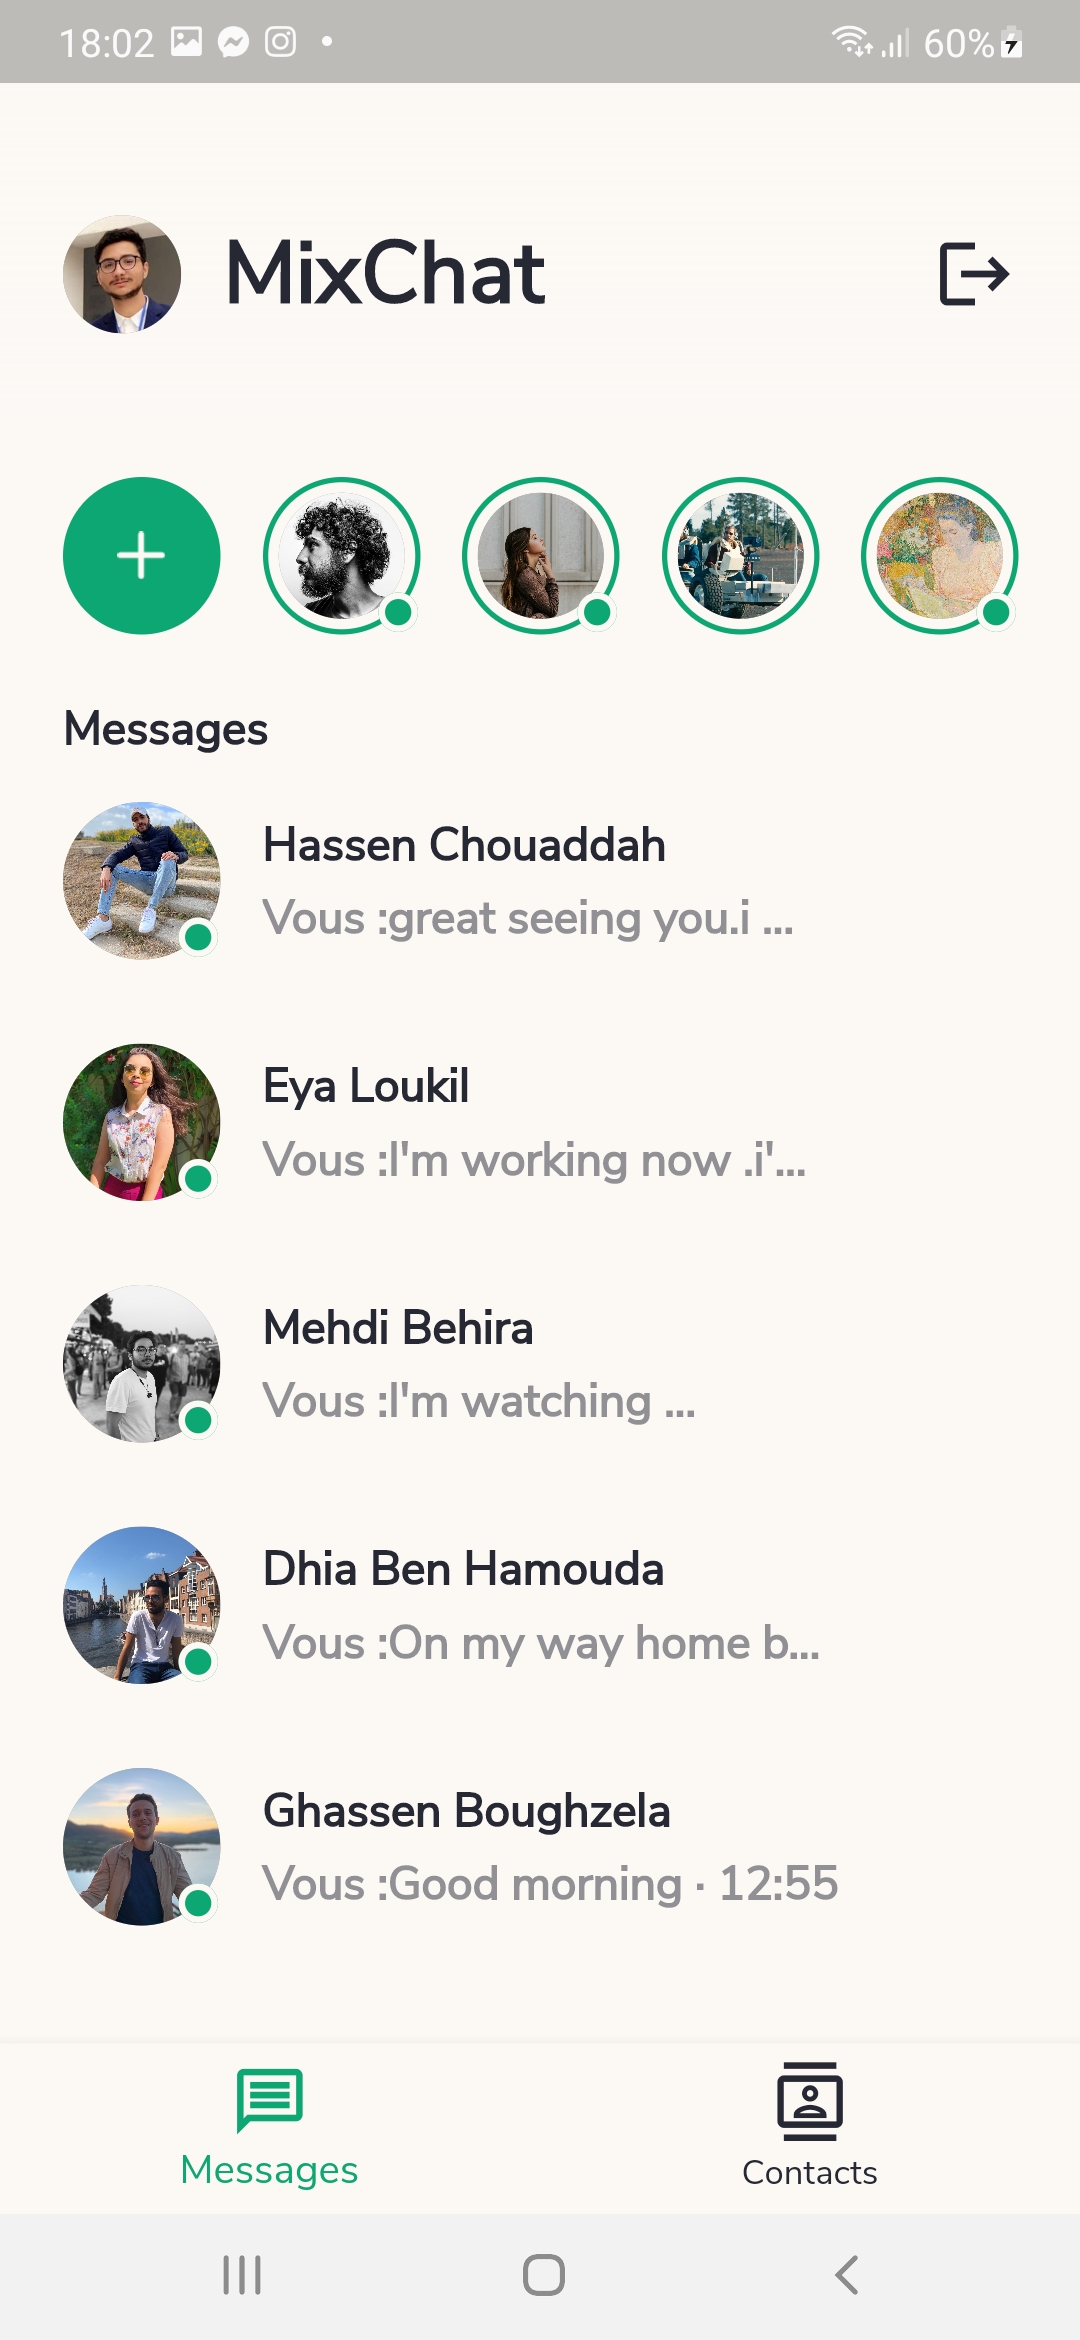 18:02 60%
MixChat
Messages
Hassen Chouaddah
Vous :great seeing you.i ...
Eya Loukil
Vous :I'm working now .i'...
Mehdi Behira
Vous :I'm watching ...
Dhia Ben Hamouda
Vous :On my way home b...
Ghassen Boughzela
Vous :Good morning · 12:55
Messages Contacts